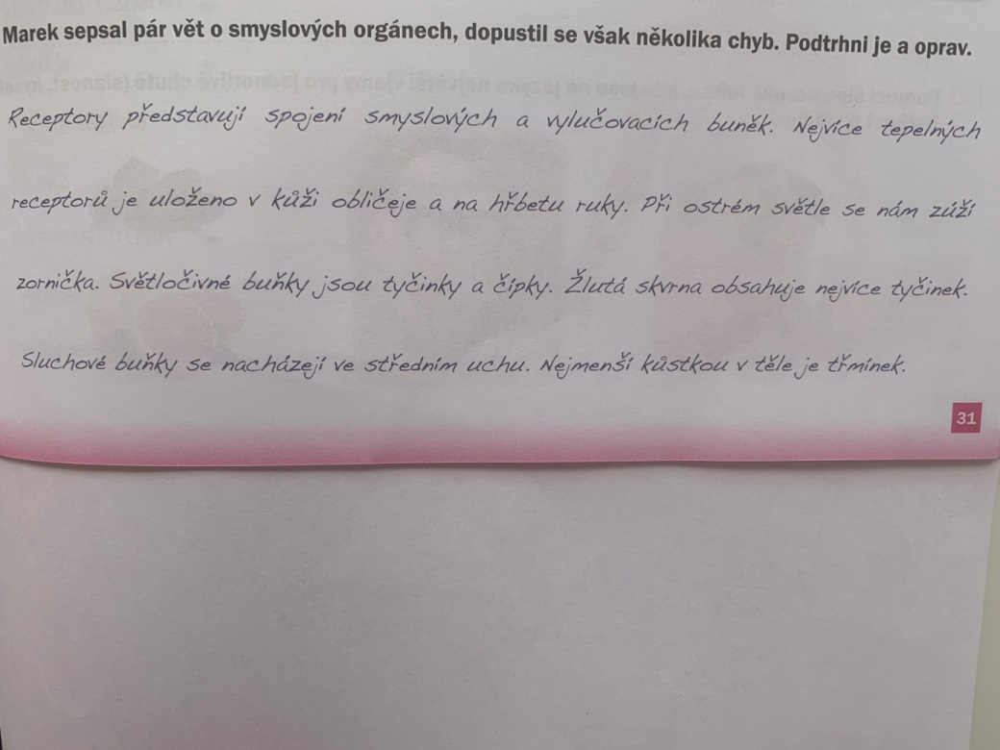 Marek sepsal pár vět o smyslových orgánech, dopustil se však několika chyb. Podtrhni je a oprav.
Receptory představují spojení smyslových a vylučovacích buněk. Nejvíce tepelných
receptorů je uloženo v kůži obličeje a na hřbetu ruky. Při ostrém světle se nám zúží
zornička. Světločivné buňky jsou tyčinky a čípky. Žlutá skvrna obsahuje nejvíce tyčinek.
Sluchové buňky se nacházejí ve středním uchu. Nejmenší kůstkou v těle je třmínek.
31